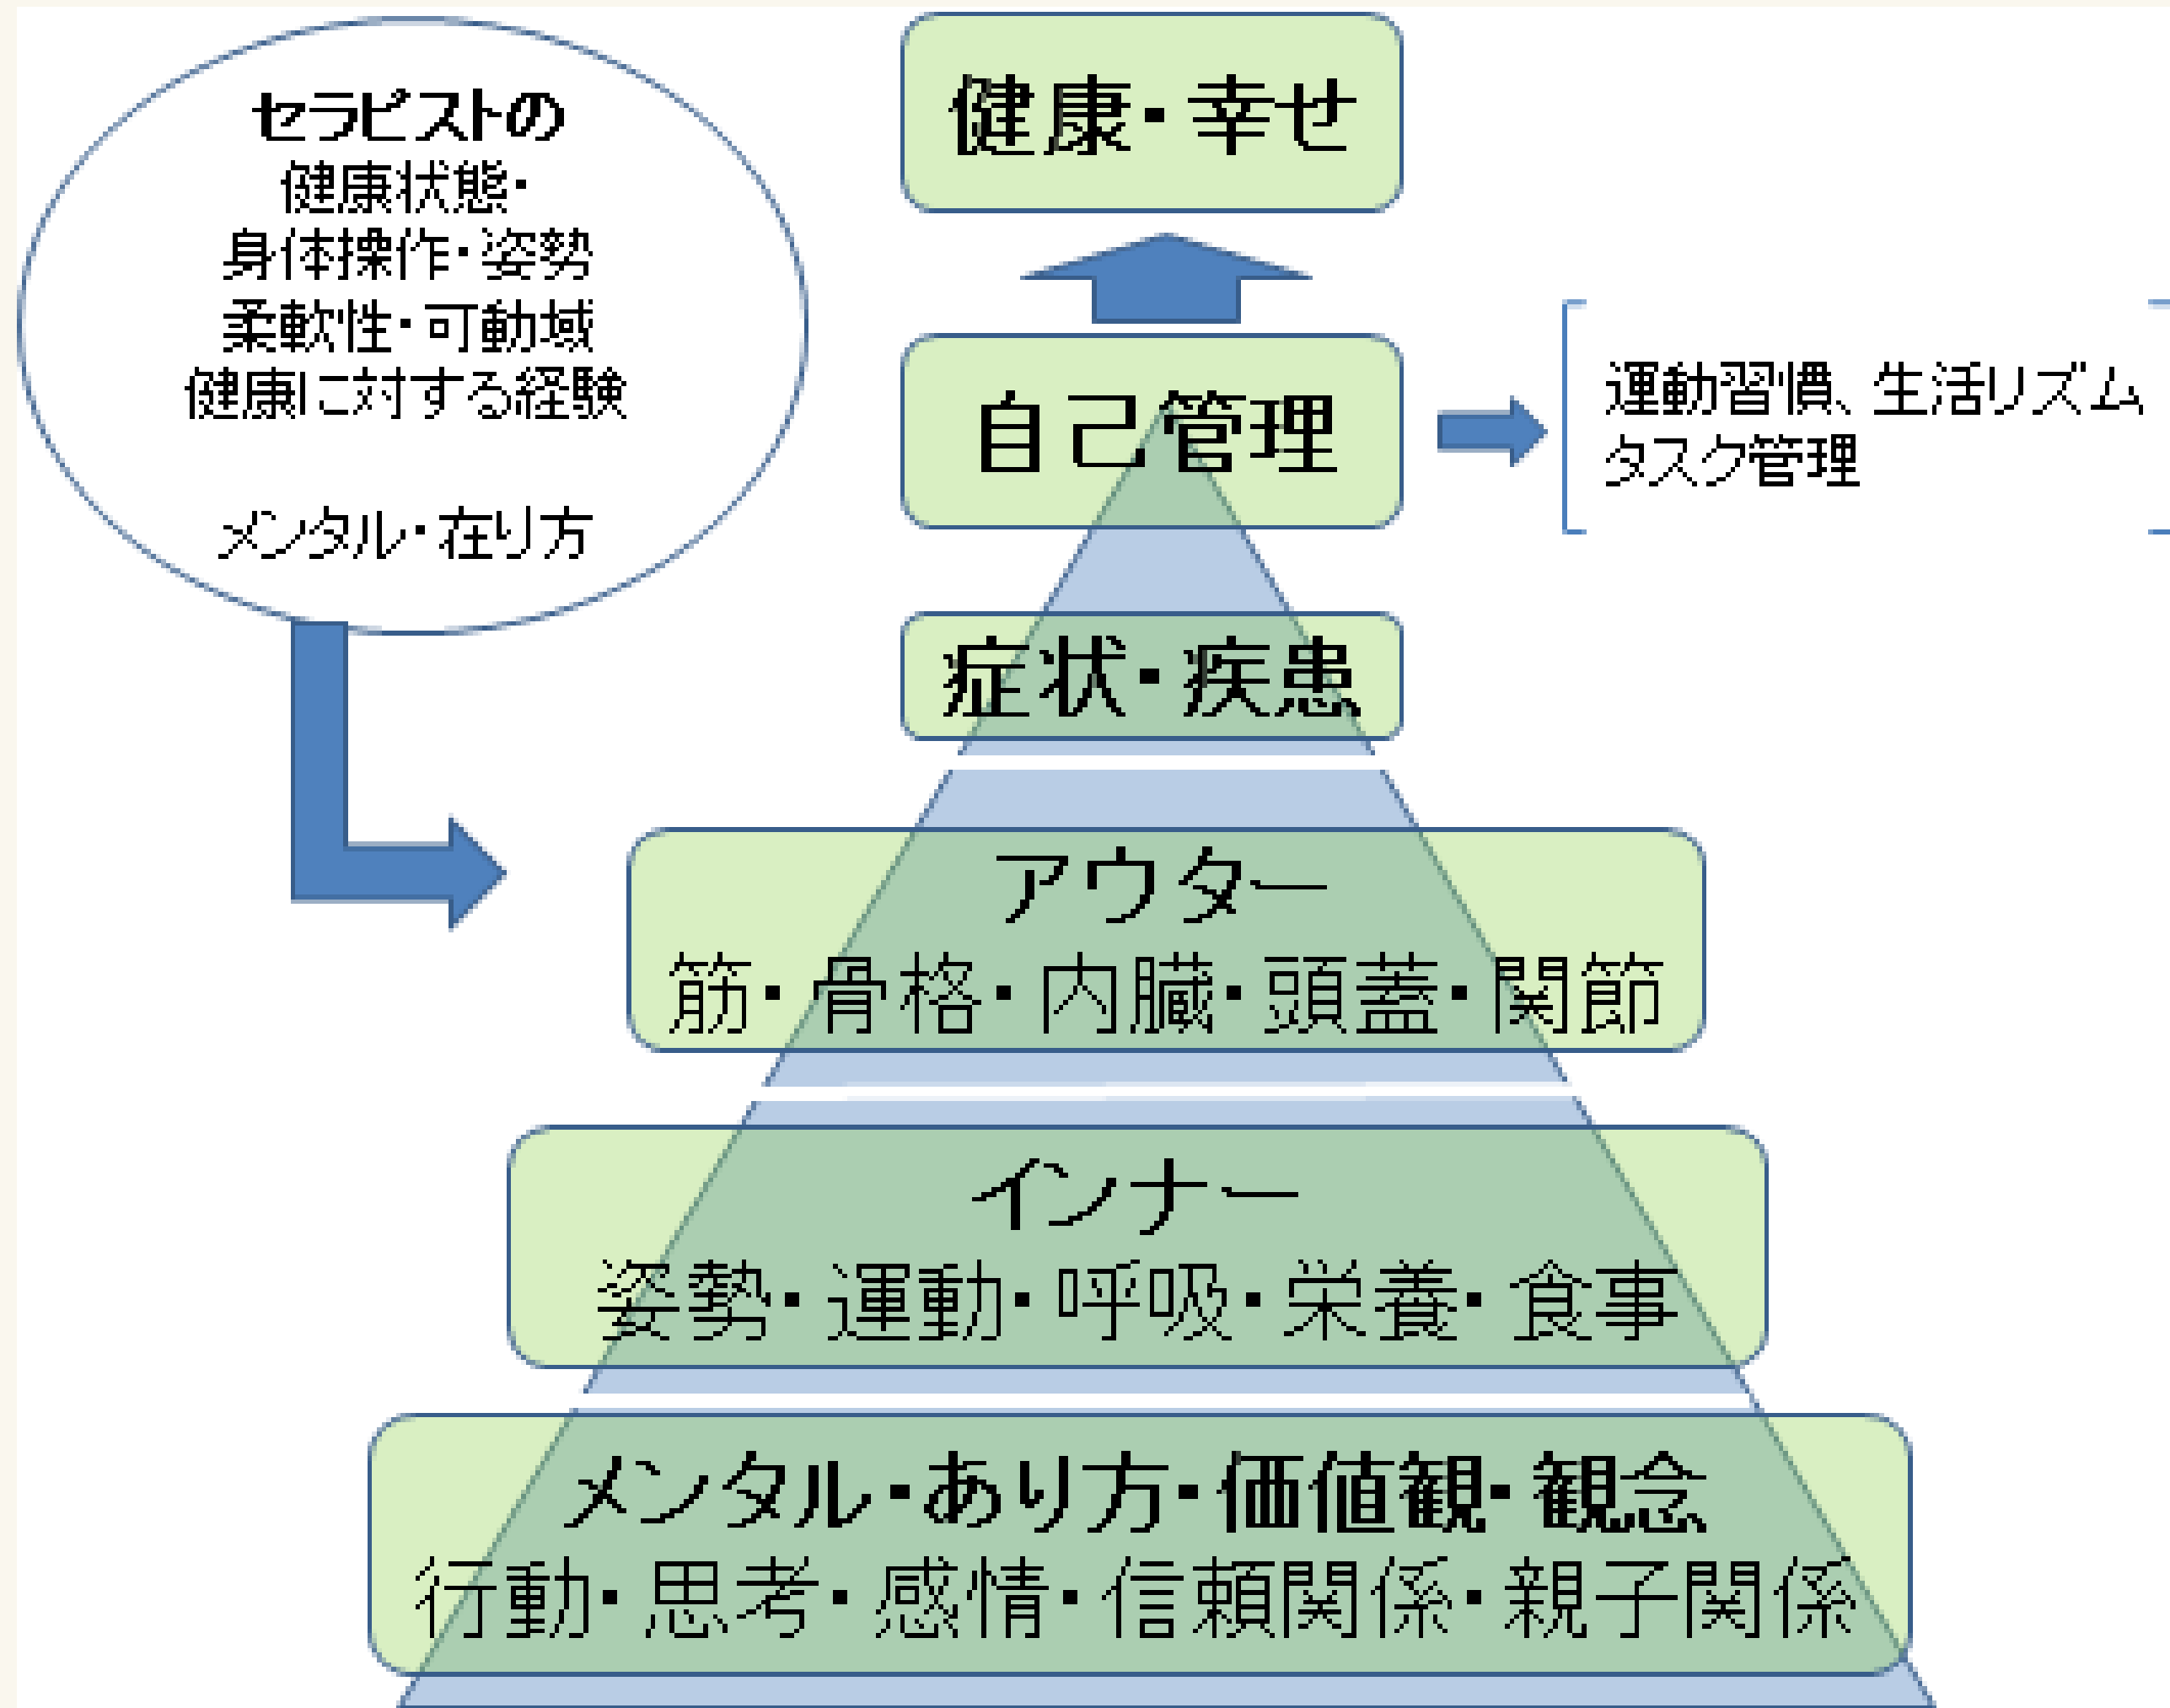 セラピストの
健康状態・
身体操作・姿勢
柔軟性・可動域
健康に対する経験
メンタル・在り方
健康・幸せ
自己管理
運動習慣、生活リズム
タスク管理
症状・疾患
アウター
筋・骨格・内臓・頭蓋・関節
インナー
姿勢・運動・呼吸・栄養・食事
メンタル・あり方・価値観・観念
行動・思考・感情・信頼関係・親子関係